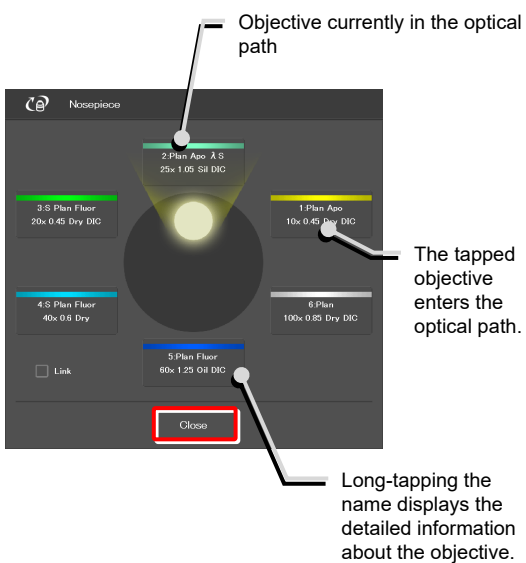 Objective currently in the optical
path
Nosepiece
2:Plan Apo λ S
25x 1.05 Sil DIC
3:S Plan Fluor
20x 0.45 Dry DIC
1:Plan Apo
10x 0.45 Dry DIC
The tapped
objective
enters the
optical path.
4:S Plan Fluor
40x 0.6 Dry
6:Plan
100x 0.85 Dry DIC
5:Plan Fluor
60x 1.25 Oil DIC
Link
Close
Long-tapping the
name displays the
detailed information
about the objective.